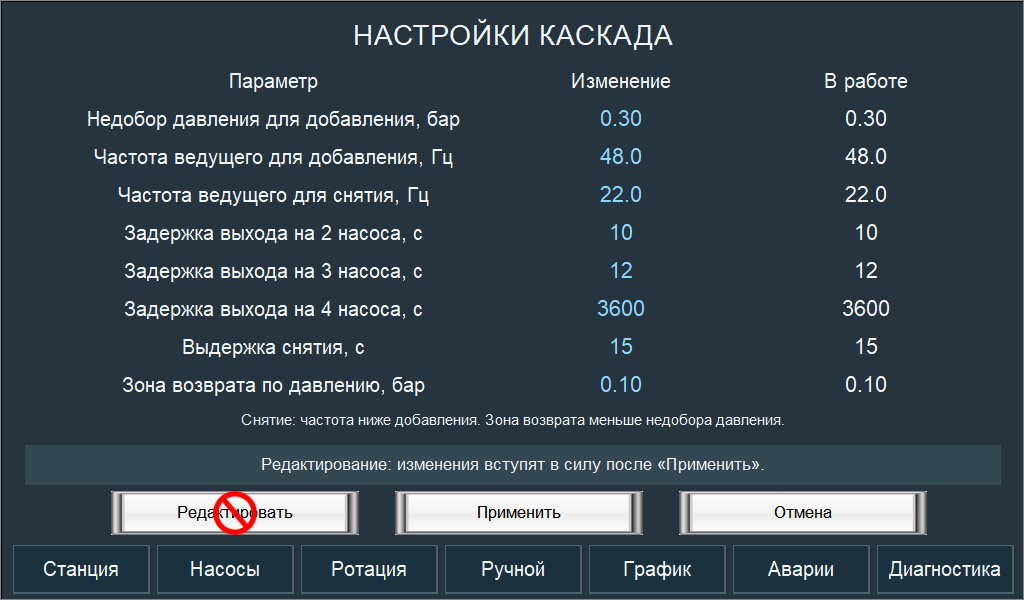 НАСТРОЙКИ КАСКАДА
Параметр Изменение В работе
Недобор давления для добавления, бар 0.30 0.30
Частота ведущего для добавления, Гц 48.0 48.0
Частота ведущего для снятия, Гц 22.0 22.0
Задержка выхода на 2 насоса, с 10 10
Задержка выхода на 3 насоса, с 12 12
Задержка выхода на 4 насоса, с 3600 3600
Выдержка снятия, с 15 15
Зона возврата по давлению, бар 0.10 0.10
Снятие: частота ниже добавления. Зона возврата меньше недобора давления.
Редактирование: изменения вступят в силу после «Применить».
Редактировать Применить Отмена
Станция Насосы Ротация Ручной График Аварии Диагностика